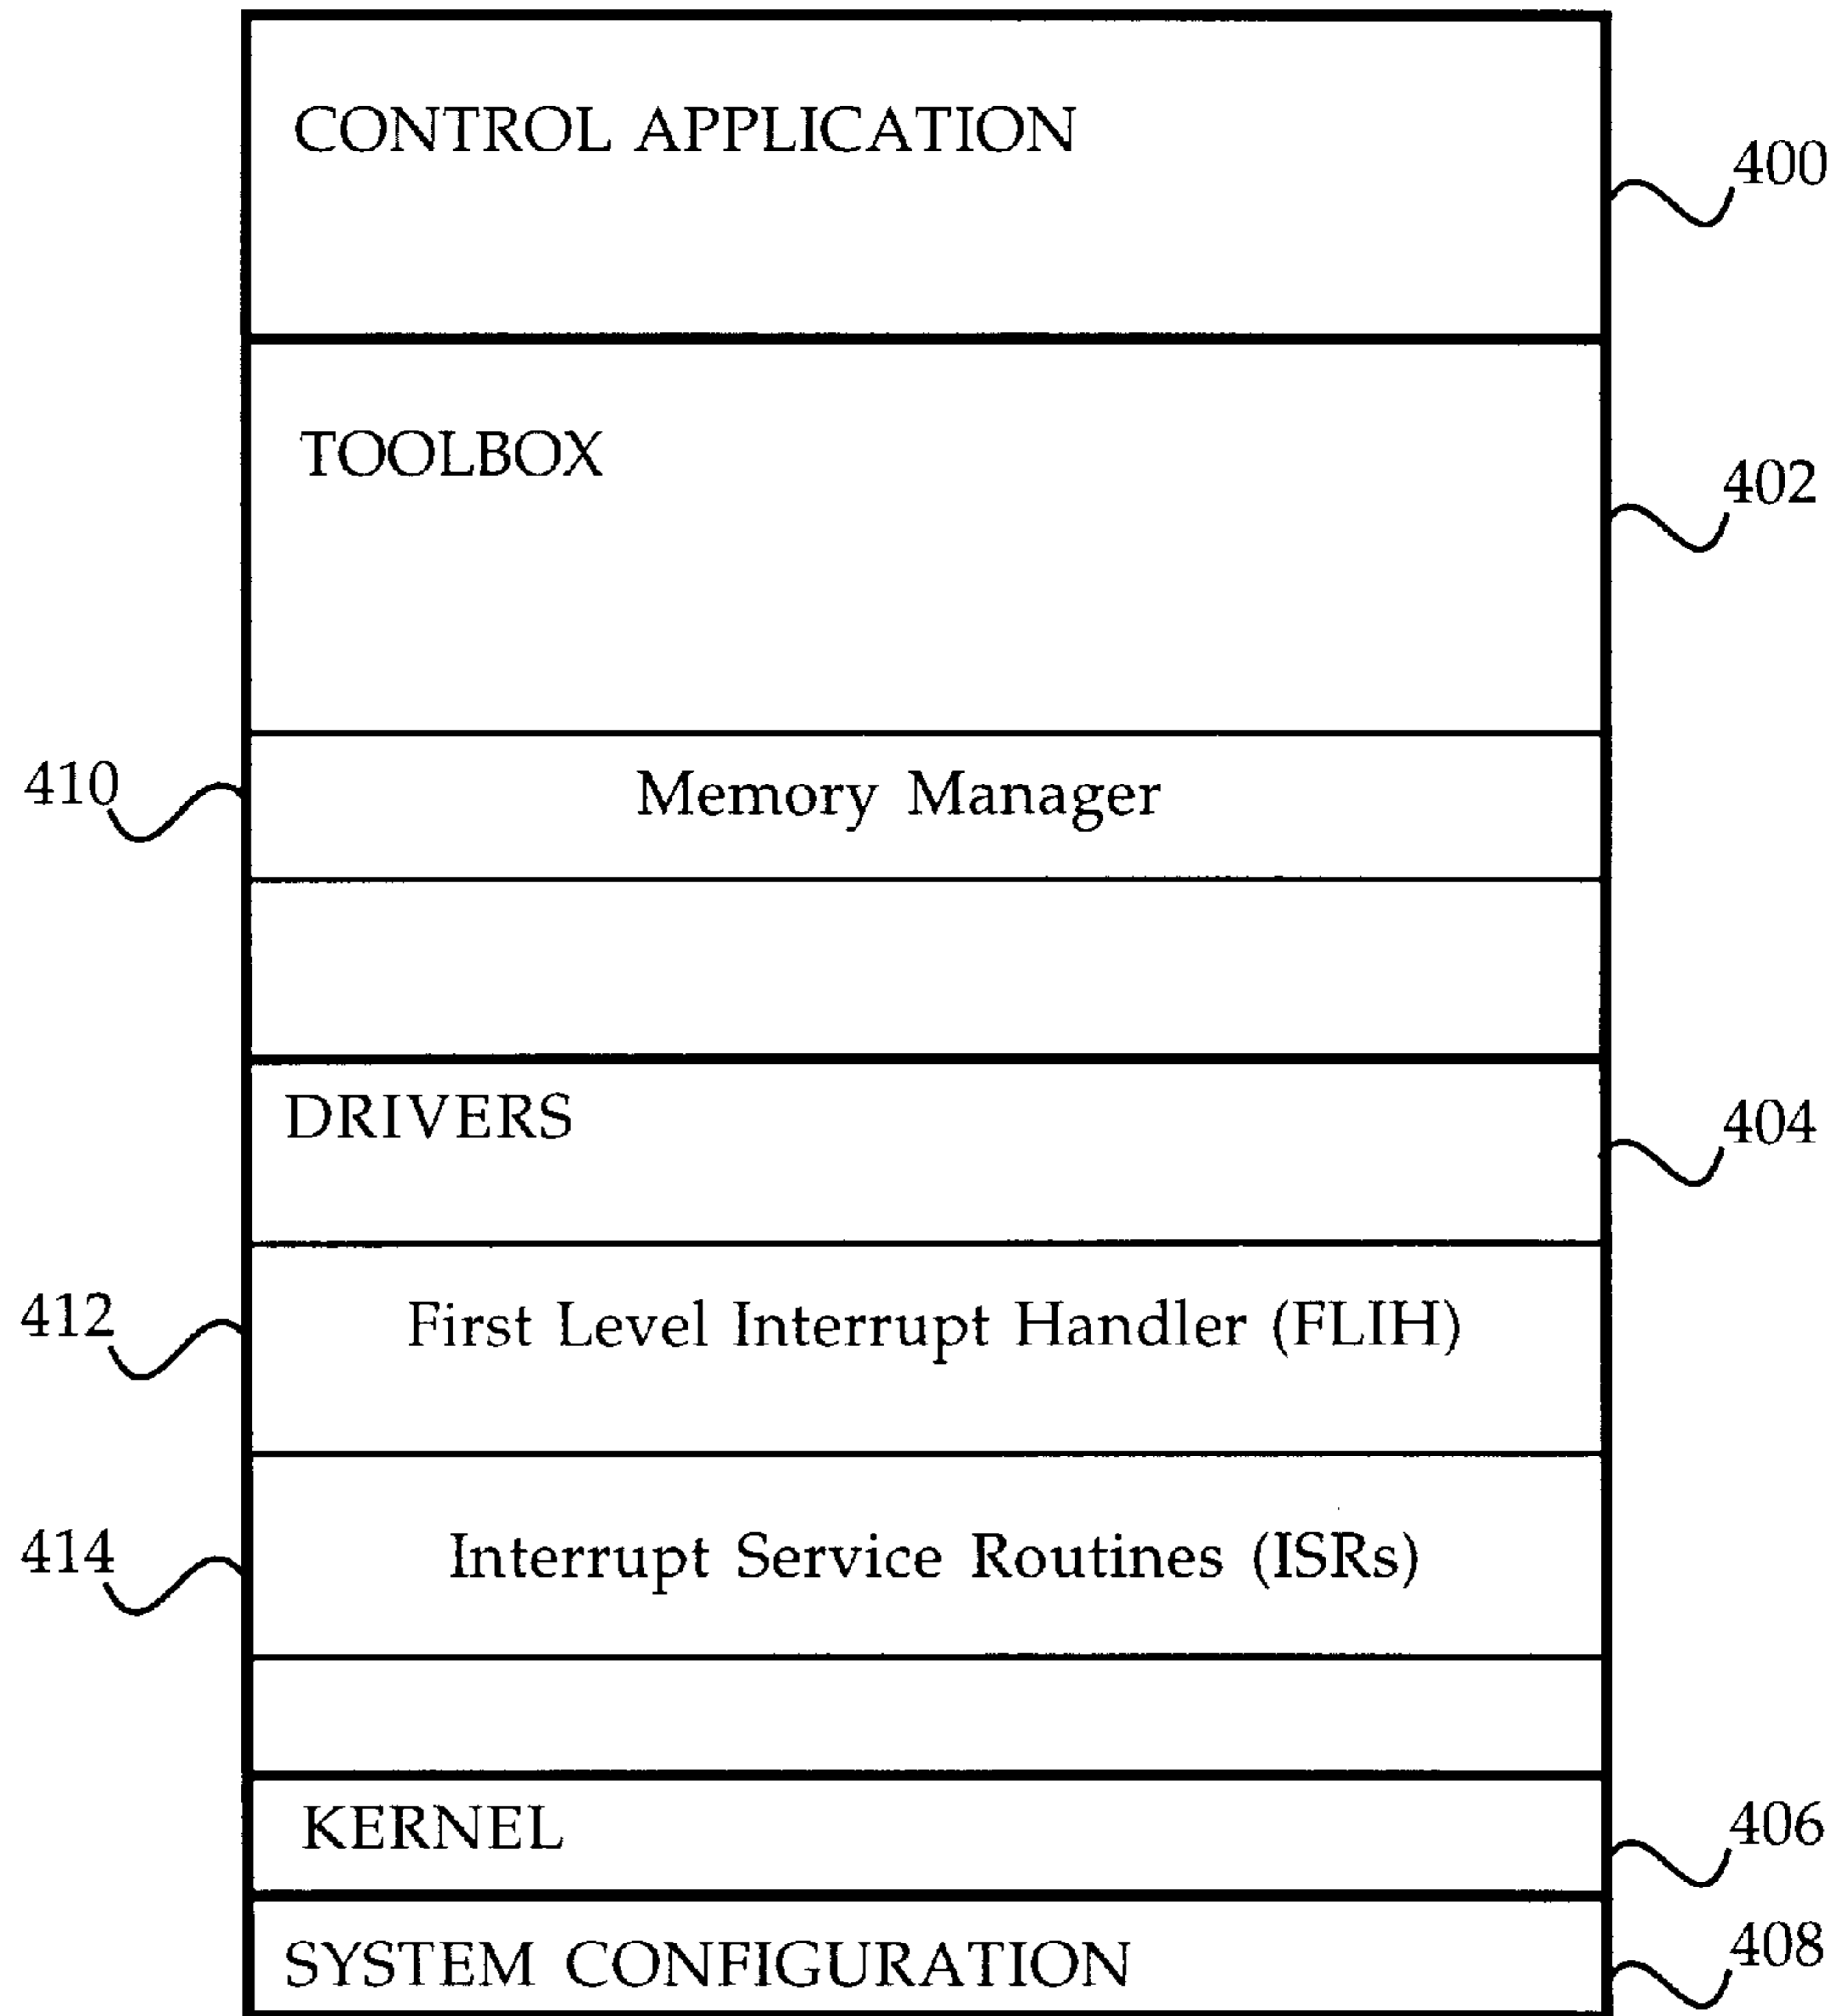 CONTROL APPLICATION
400
TOOLBOX
402
410
Memory Manager
DRIVERS
404
412
First Level Interrupt Handler (FLIH)
414
Interrupt Service Routines (ISRs)
KERNEL
406
SYSTEM CONFIGURATION
408